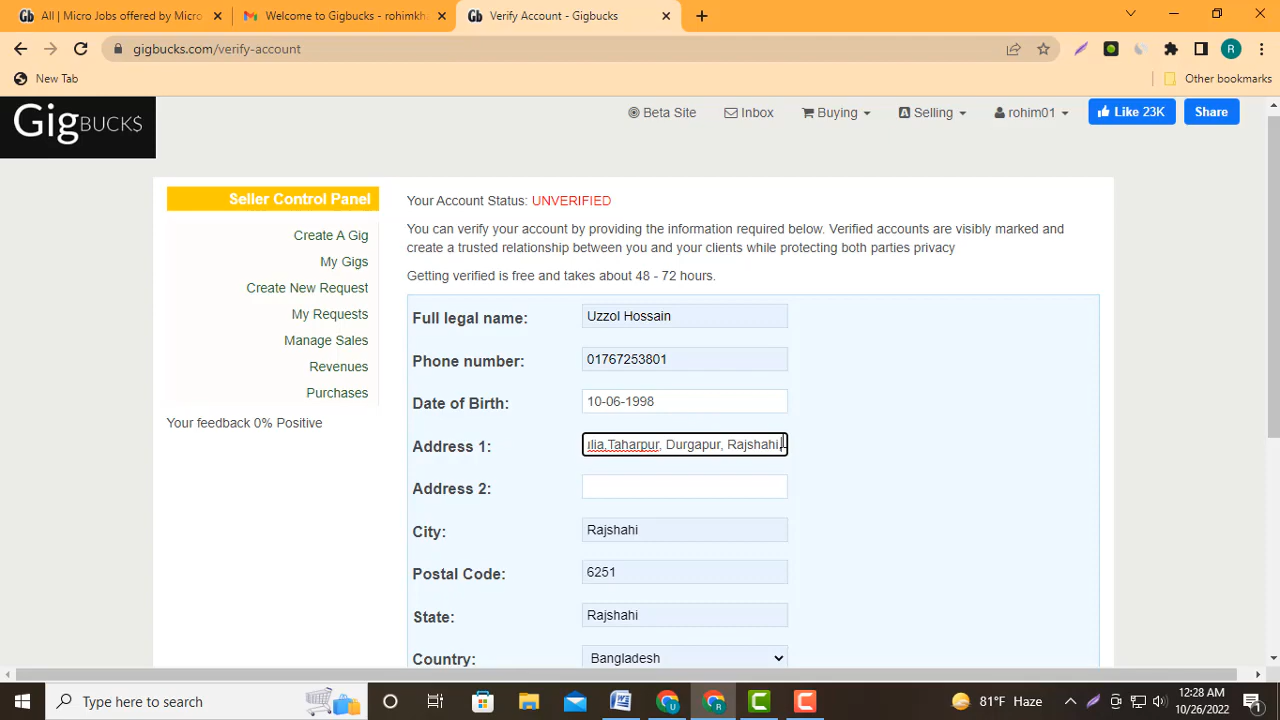 All | Micro Jobs offered by Micro
Welcome to Gigbucks - rohimkh
Verify Account - Gigbucks
gigbucks.com/verify-account
R
New Tab
Other bookmarks
GigBUCKS
Beta Site
Inbox
Buying
Selling
rohim01
Like 23K
Share
Seller Control Panel
Create A Gig
My Gigs
Create New Request
My Requests
Manage Sales
Revenues
Purchases
Your feedback 0% Positive
Your Account Status: UNVERIFIED
You can verify your account by providing the information required below. Verified accounts are visibly marked and
create a trusted relationship between you and your clients while protecting both parties privacy
Getting verified is free and takes about 48 - 72 hours.
Full legal name: Uzzol Hossain
Phone number: 01767253801
Date of Birth: 10-06-1998
Address 1: ılia,Taharpur, Durgapur, Rajshahi,
Address 2:
City: Rajshahi
Postal Code: 6251
State: Rajshahi
Country: Bangladesh
Type here to search
81°F Haze
12:28 AM
10/26/2022